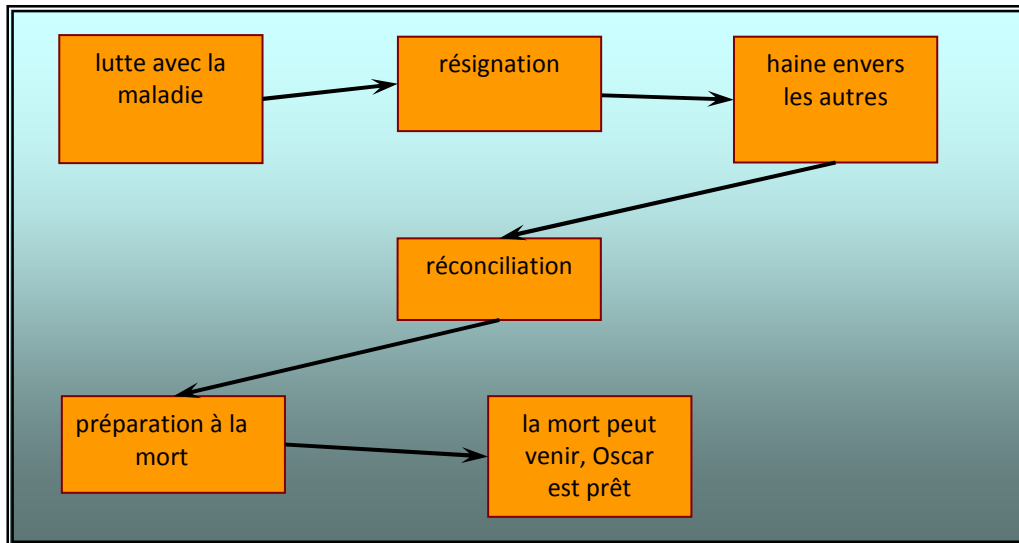 lutte avec la
maladie
résignation
haine envers
les autres
réconciliation
préparation à la
mort
la mort peut
venir, Oscar
est prêt